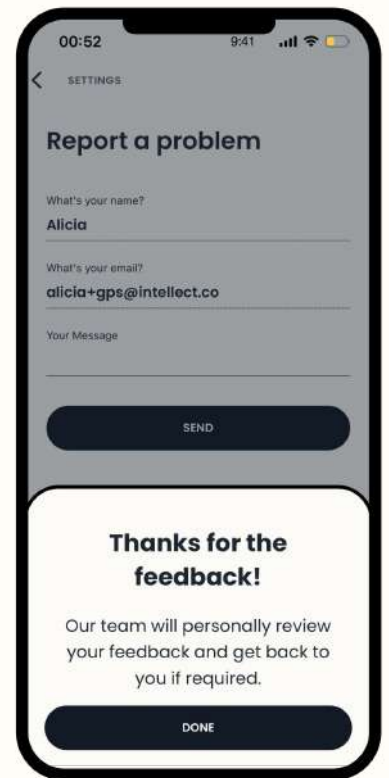 00:52 9:41
SETTINGS
Report a problem
What's your name?
Alicia
What's your email?
alicia+gps@intellect.co
Your Message
SEND
Thanks for the
feedback!
Our team will personally review
your feedback and get back to
you if required.
DONE